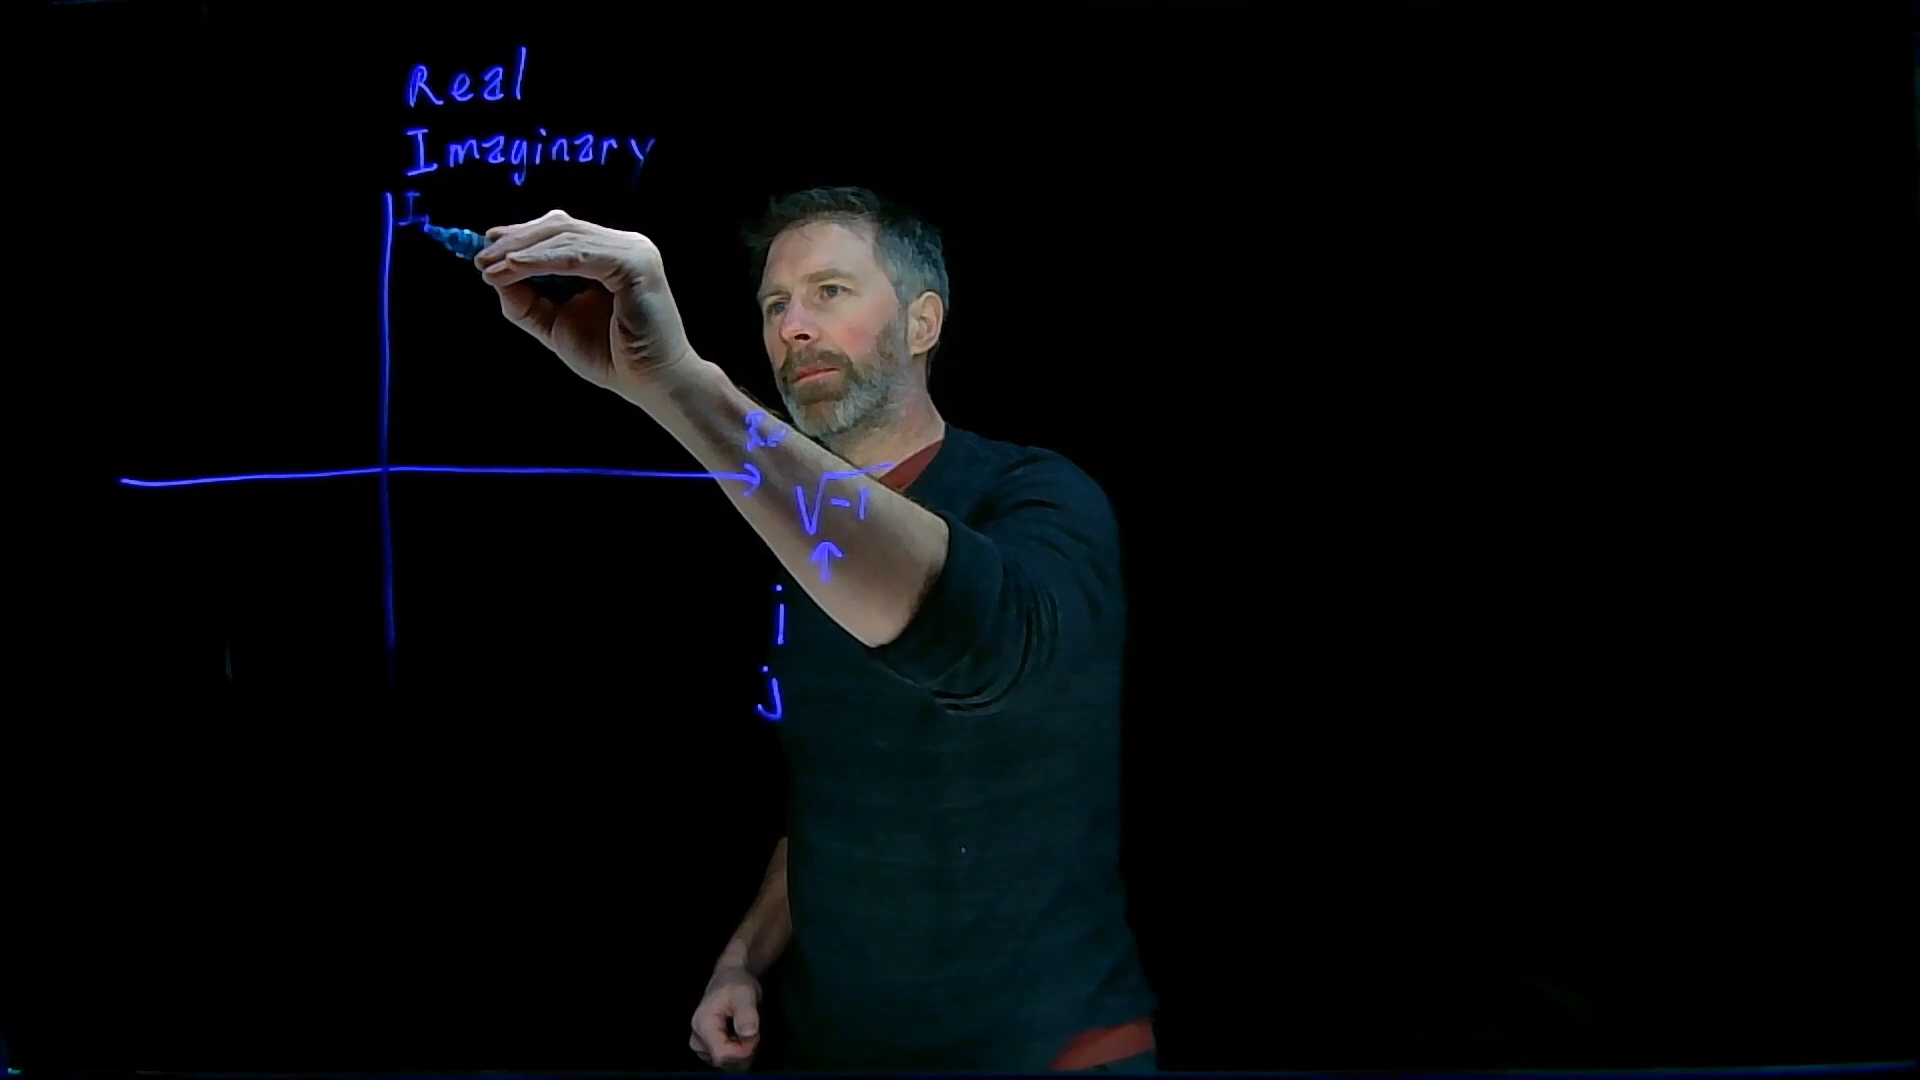 Real
Imaginary
I
Re
√-1
↑
i
j